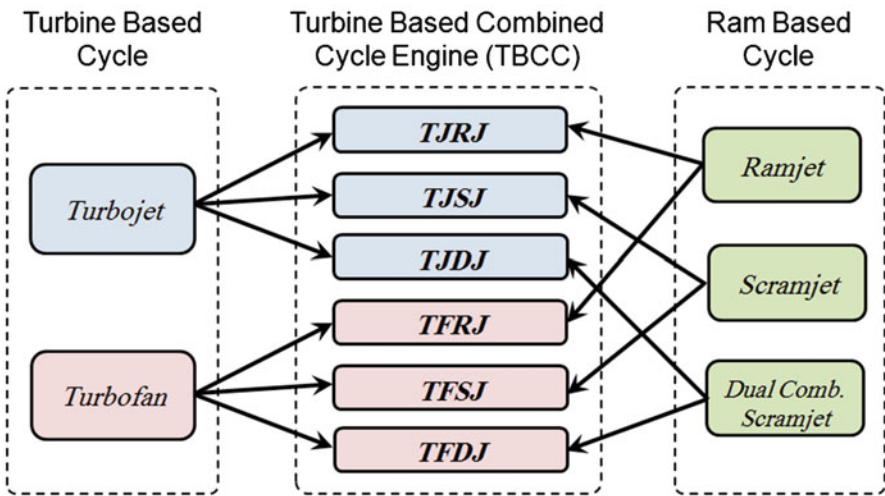 Turbine Based
Cycle
Turbine Based Combined
Cycle Engine (TBCC)
Ram Based
Cycle
Turbojet
Turbofan
TJRJ
TJSJ
TJDJ
TFRJ
TFSJ
TFDJ
Ramjet
Scramjet
Dual Comb.
Scramjet